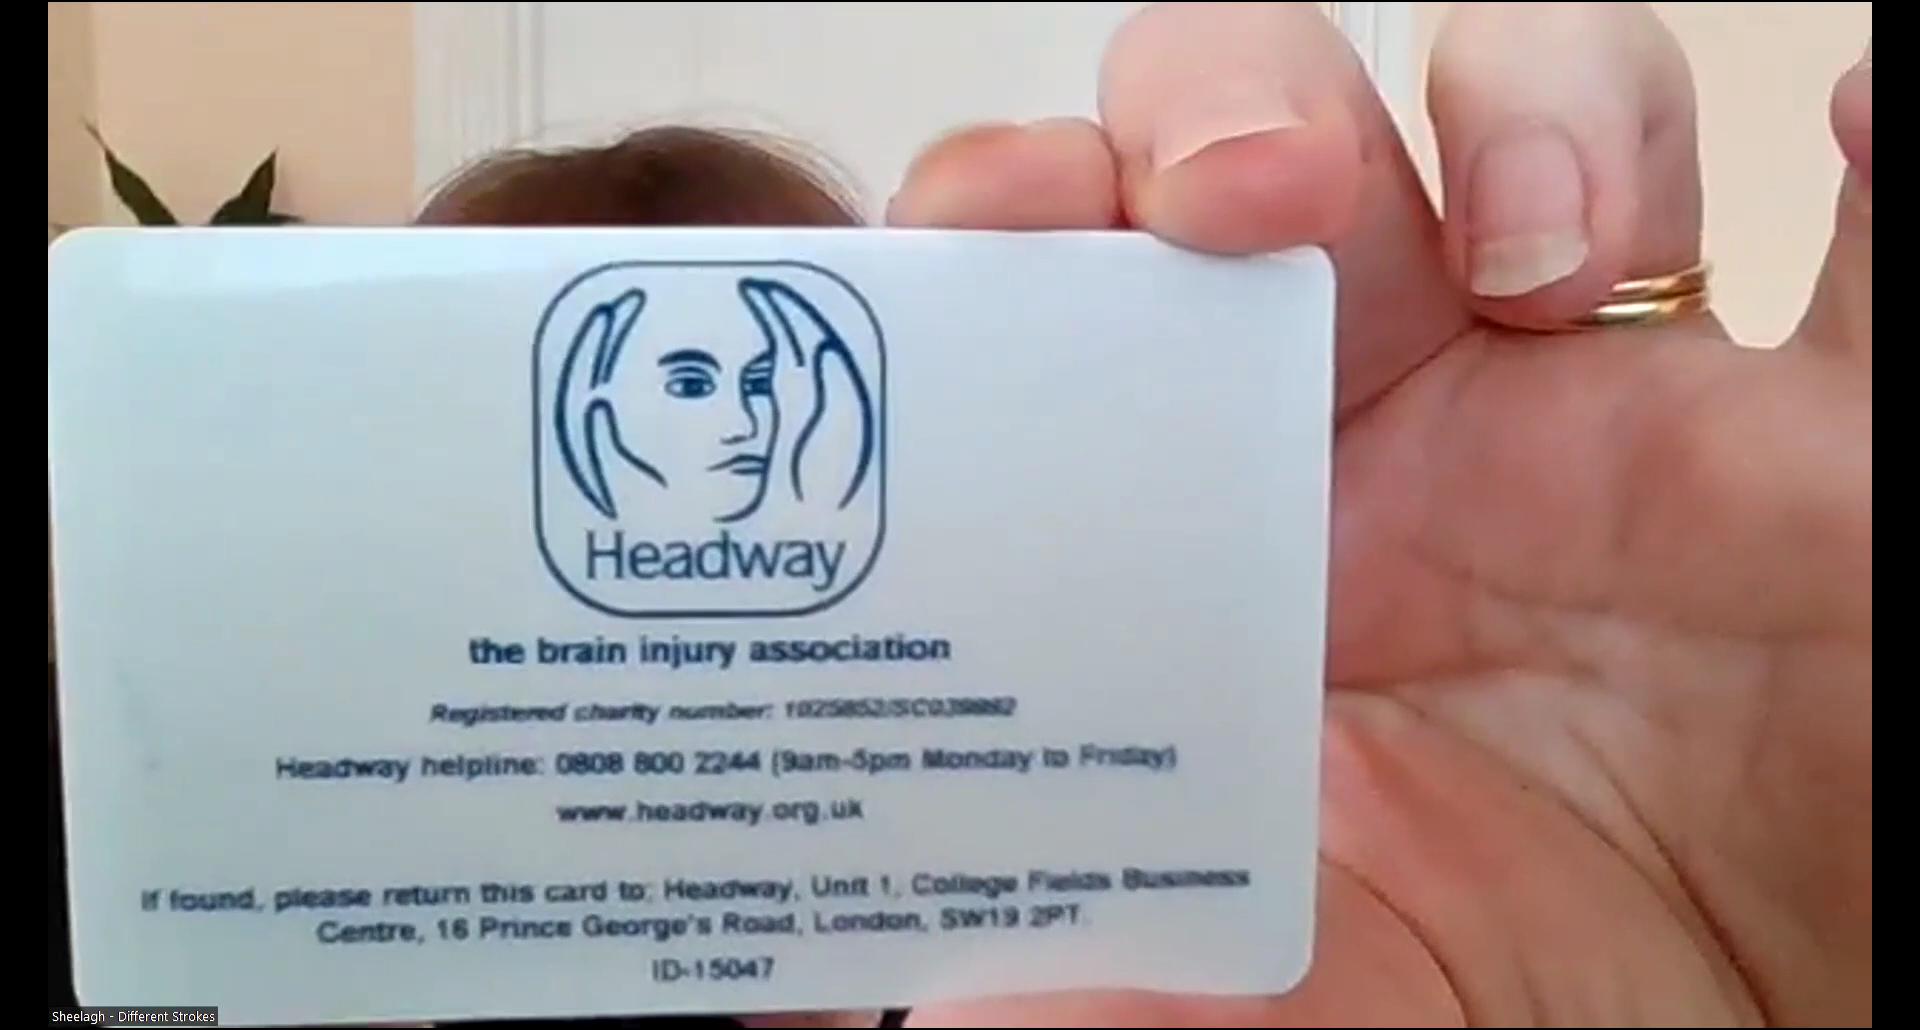 Headway
the brain injury association
Registered charity number: 1025852/SC039992
Headway helpline: 0808 800 2244 (9am-5pm Monday to Friday)
www.headway.org.uk
If found, please return this card to: Headway, Unit 1, College Fields Business
Centre, 16 Prince George's Road, London, SW19 2PT.
ID-15047
Sheelagh - Different Strokes